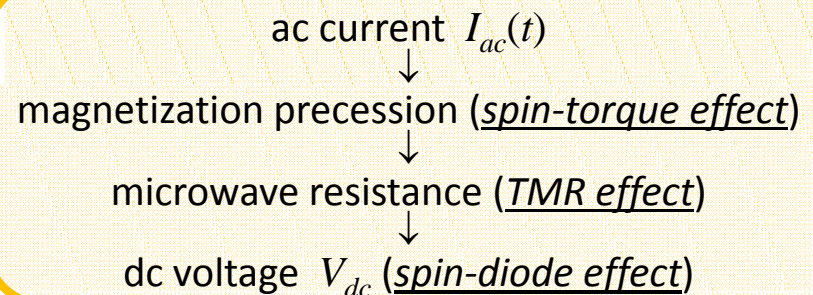 ac current I_ac(t)
↓
magnetization precession (spin-torque effect)
↓
microwave resistance (TMR effect)
↓
dc voltage V_dc (spin-diode effect)